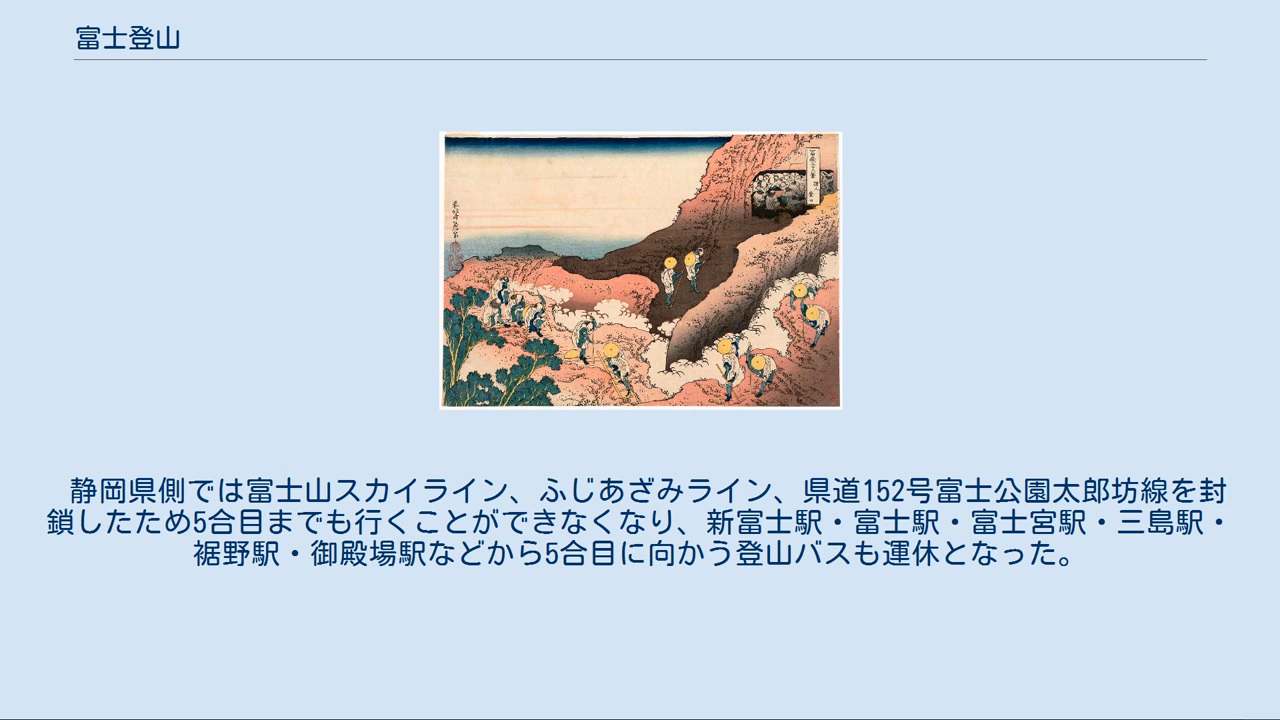 富士登山
静岡県側では富士山スカイライン、ふじあざみライン、県道152号富士公園太郎坊線を封
鎖したため5合目までも行くことができなくなり、新富士駅・富士駅・富士宮駅・三島駅・
裾野駅・御殿場駅などから5合目に向かう登山バスも運休となった。